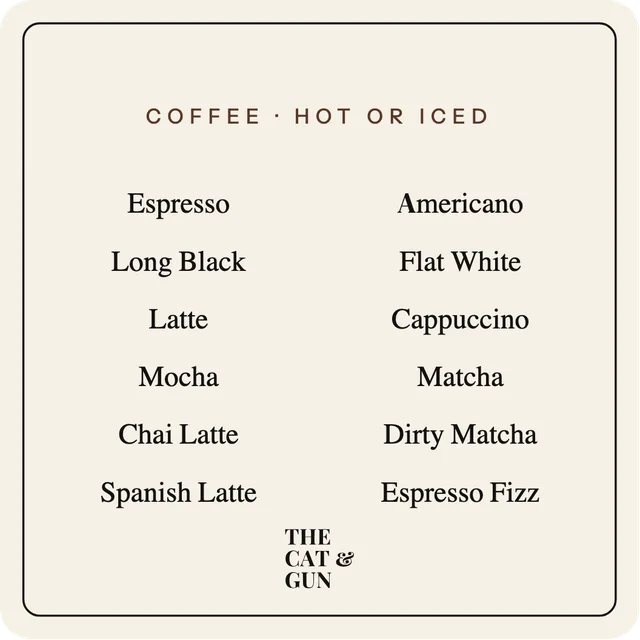 COFFEE · HOT OR ICED
Espresso
Americano
Long Black
Flat White
Latte
Cappuccino
Mocha
Matcha
Chai Latte
Dirty Matcha
Spanish Latte
Espresso Fizz
THE
CAT &
GUN